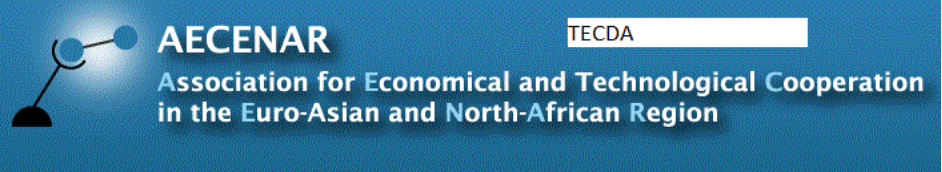 AECENAR
TECDA
Association for Economical and Technological Cooperation
in the Euro-Asian and North-African Region